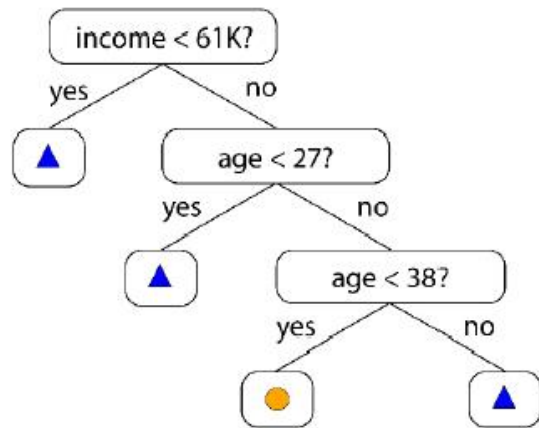 income < 61K?
yes
no
age < 27?
yes
no
age < 38?
yes
no